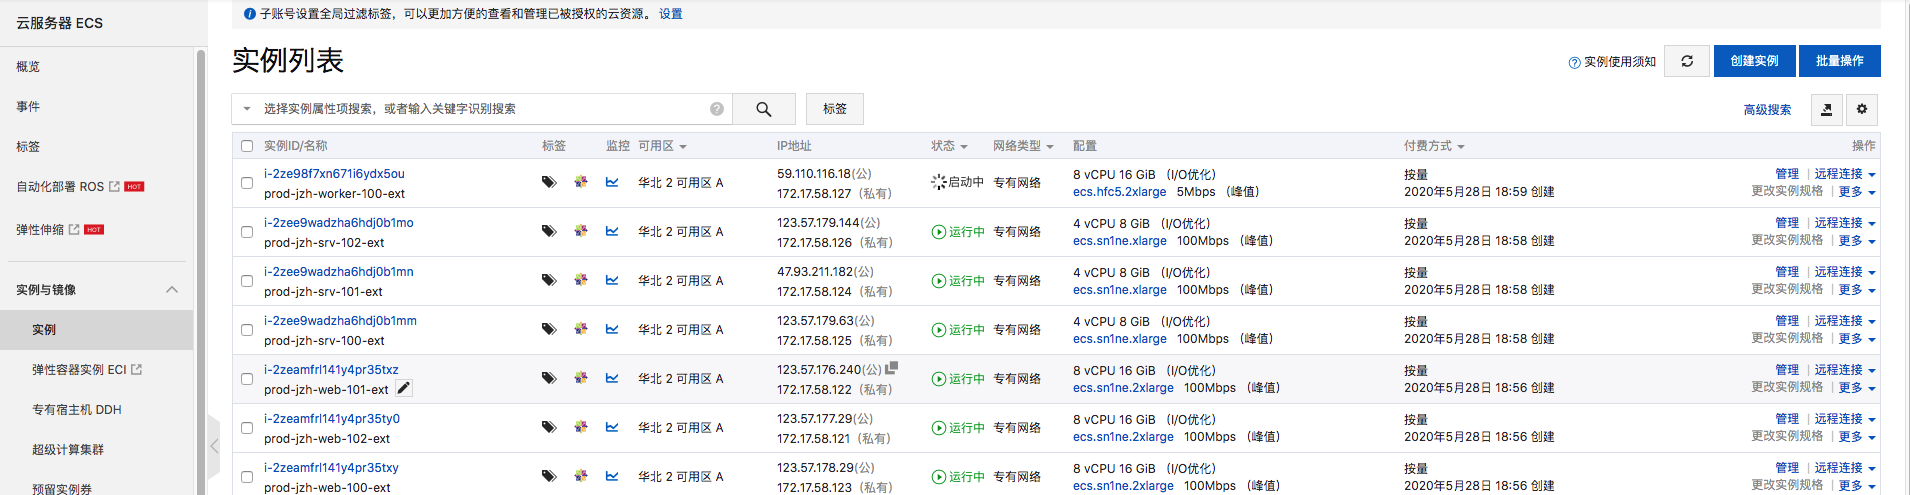 云服务器 ECS
概览
事件
标签
自动化部署 ROS HOT
弹性伸缩 HOT
实例与镜像
实例
弹性容器实例 ECI
专有宿主机 DDH
超级计算集群
预留实例券
子账号设置全局过滤标签，可以更加方便的查看和管理已被授权的云资源。 设置
实例列表
实例使用须知 创建实例 批量操作
选择实例属性项搜索，或者输入关键字识别搜索 标签 高级搜索
实例ID/名称 标签 监控 可用区 IP地址 状态 网络类型 配置 付费方式 操作
i-2ze98f7xn671i6ydx5ou 59.110.116.18(公) 8 vCPU 16 GiB （I/O优化） 按量 管理 | 远程连接
华北 2 可用区 A 启动中 专有网络
prod-jzh-worker-100-ext 172.17.58.127 （私有） ecs.hfc5.2xlarge 5Mbps （峰值） 2020年5月28日 18:59 创建 更改实例规格 | 更多
i-2zee9wadzha6hdj0b1mo 123.57.179.144(公) 4 vCPU 8 GiB （I/O优化） 按量 管理 | 远程连接
华北 2 可用区 A 运行中 专有网络
prod-jzh-srv-102-ext 172.17.58.126 （私有） ecs.sn1ne.xlarge 100Mbps （峰值） 2020年5月28日 18:58 创建 更改实例规格 | 更多
i-2zee9wadzha6hdj0b1mn 47.93.211.182(公) 4 vCPU 8 GiB （I/O优化） 按量 管理 | 远程连接
华北 2 可用区 A 运行中 专有网络
prod-jzh-srv-101-ext 172.17.58.124 （私有） ecs.sn1ne.xlarge 100Mbps （峰值） 2020年5月28日 18:58 创建 更改实例规格 | 更多
i-2zee9wadzha6hdj0b1mm 123.57.179.63(公) 4 vCPU 8 GiB （I/O优化） 按量 管理 | 远程连接
华北 2 可用区 A 运行中 专有网络
prod-jzh-srv-100-ext 172.17.58.125 （私有） ecs.sn1ne.xlarge 100Mbps （峰值） 2020年5月28日 18:58 创建 更改实例规格 | 更多
i-2zeamfrl141y4pr35txz 123.57.176.240(公) 8 vCPU 16 GiB （I/O优化） 按量 管理 | 远程连接
华北 2 可用区 A 运行中 专有网络
prod-jzh-web-101-ext 172.17.58.122 （私有） ecs.sn1ne.2xlarge 100Mbps （峰值） 2020年5月28日 18:56 创建 更改实例规格 | 更多
i-2zeamfrl141y4pr35ty0 123.57.177.29(公) 8 vCPU 16 GiB （I/O优化） 按量 管理 | 远程连接
华北 2 可用区 A 运行中 专有网络
prod-jzh-web-102-ext 172.17.58.121 （私有） ecs.sn1ne.2xlarge 100Mbps （峰值） 2020年5月28日 18:56 创建 更改实例规格 | 更多
i-2zeamfrl141y4pr35txy 123.57.178.29(公) 8 vCPU 16 GiB （I/O优化） 按量 管理 | 远程连接
华北 2 可用区 A 运行中 专有网络
prod-jzh-web-100-ext 172.17.58.123 （私有） ecs.sn1ne.2xlarge 100Mbps （峰值） 2020年5月28日 18:56 创建 更改实例规格 | 更多